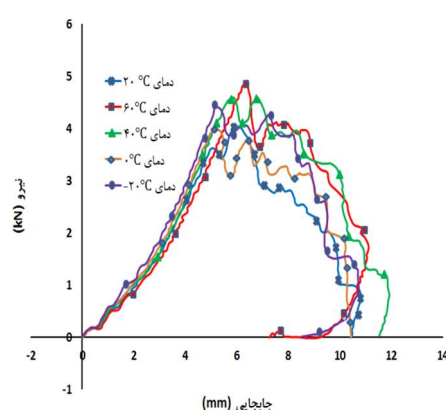 6
5
دمای ۲۰ °C
دمای ۶۰°C
4
دمای ۴۰ °C
دمای ۰°C
3
دمای ۲۰°C-
نیرو (kN)
2
1
0
-2 0 2 4 6 8 10 12 14
-1
جابجایی (mm)